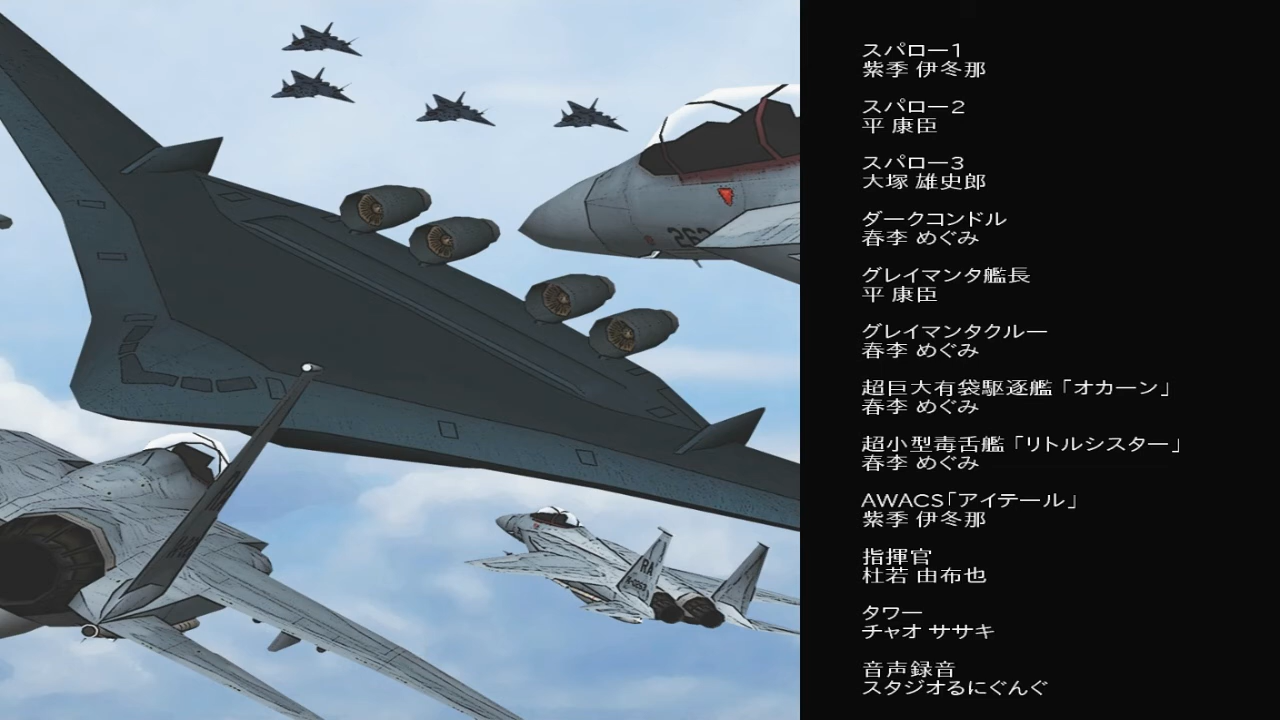 スパロー1
紫季 伊冬那
スパロー2
平 康臣
スパロー3
大塚 雄史郎
ダークコンドル
春李 めぐみ
グレイマンタ艦長
平 康臣
グレイマンタクルー
春李 めぐみ
超巨大有袋駆逐艦「オカーン」
春李 めぐみ
超小型毒舌艦「リトルシスター」
春李 めぐみ
AWACS「アイテール」
紫季 伊冬那
指揮官
杜若 由布也
タワー
チャオ ササキ
音声録音
スタジオるにぐんぐ
262
RA